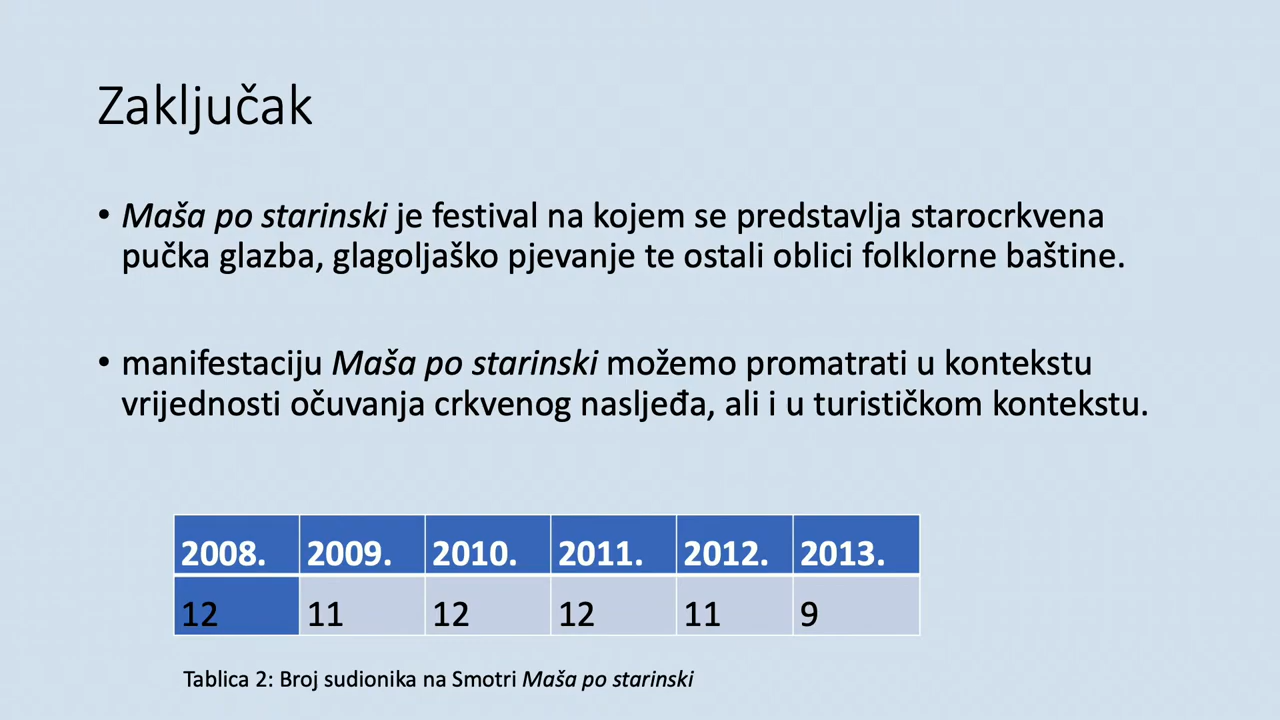 Zaključak
• Maša po starinski je festival na kojem se predstavlja starocrkvena
pučka glazba, glagoljaško pjevanje te ostali oblici folklorne baštine.
• manifestaciju Maša po starinski možemo promatrati u kontekstu
vrijednosti očuvanja crkvenog nasljeđa, ali i u turističkom kontekstu.
2008. 2009. 2010. 2011. 2012. 2013.
12 11 12 12 11 9
Tablica 2: Broj sudionika na Smotri Maša po starinski